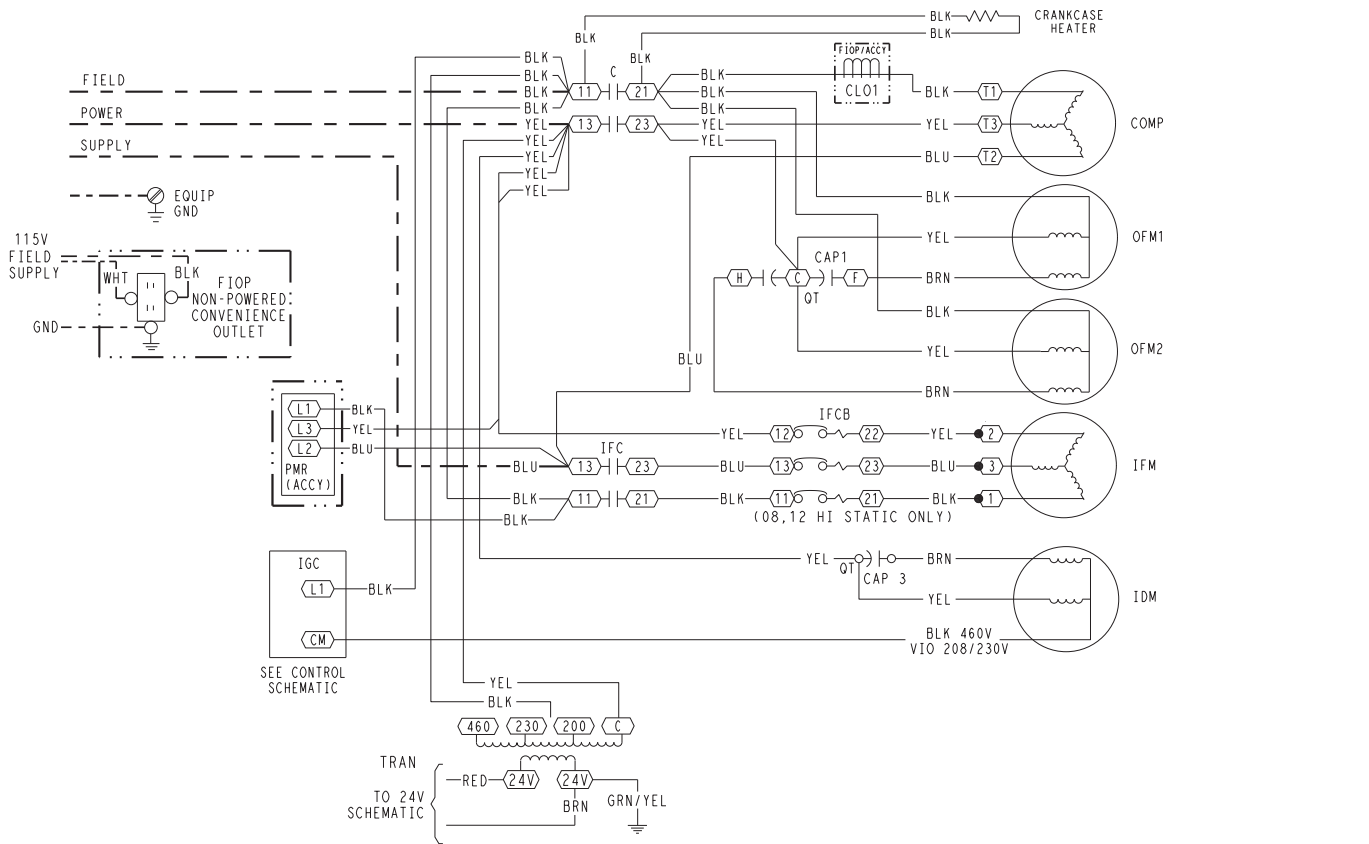 BLK
BLK
CRANKCASE
HEATER
BLK
BLK
FIOP/ACCY
CLO1
BLK
BLK
BLK
BLK
FIELD
11
C
21
BLK
BLK
BLK
BLK
T1
POWER
YEL
13
23
YEL
YEL
YEL
T3
COMP
YEL
SUPPLY
YEL
BLU
T2
YEL
YEL
EQUIP
GND
BLK
115V
FIELD
SUPPLY
WHT
BLK
FIOP
NON-POWERED
CONVENIENCE
OUTLET
GND
YEL
OFM1
CAP1
H
C
F
BRN
QT
BLK
BLU
YEL
OFM2
BRN
L1
BLK
L3
YEL
L2
BLU
PMR
(ACCY)
IFCB
YEL
12
22
YEL
2
IFC
BLU
13
23
BLU
13
23
BLU
3
IFM
BLK
11
21
BLK
11
21
BLK
1
BLK
(08,12 HI STATIC ONLY)
IGC
L1
BLK
CM
SEE CONTROL
SCHEMATIC
YEL
QT
CAP 3
BRN
YEL
IDM
BLK 460V
VIO 208/230V
YEL
BLK
460
230
200
C
TRAN
RED
24V
24V
BRN
GRN/YEL
TO 24V
SCHEMATIC